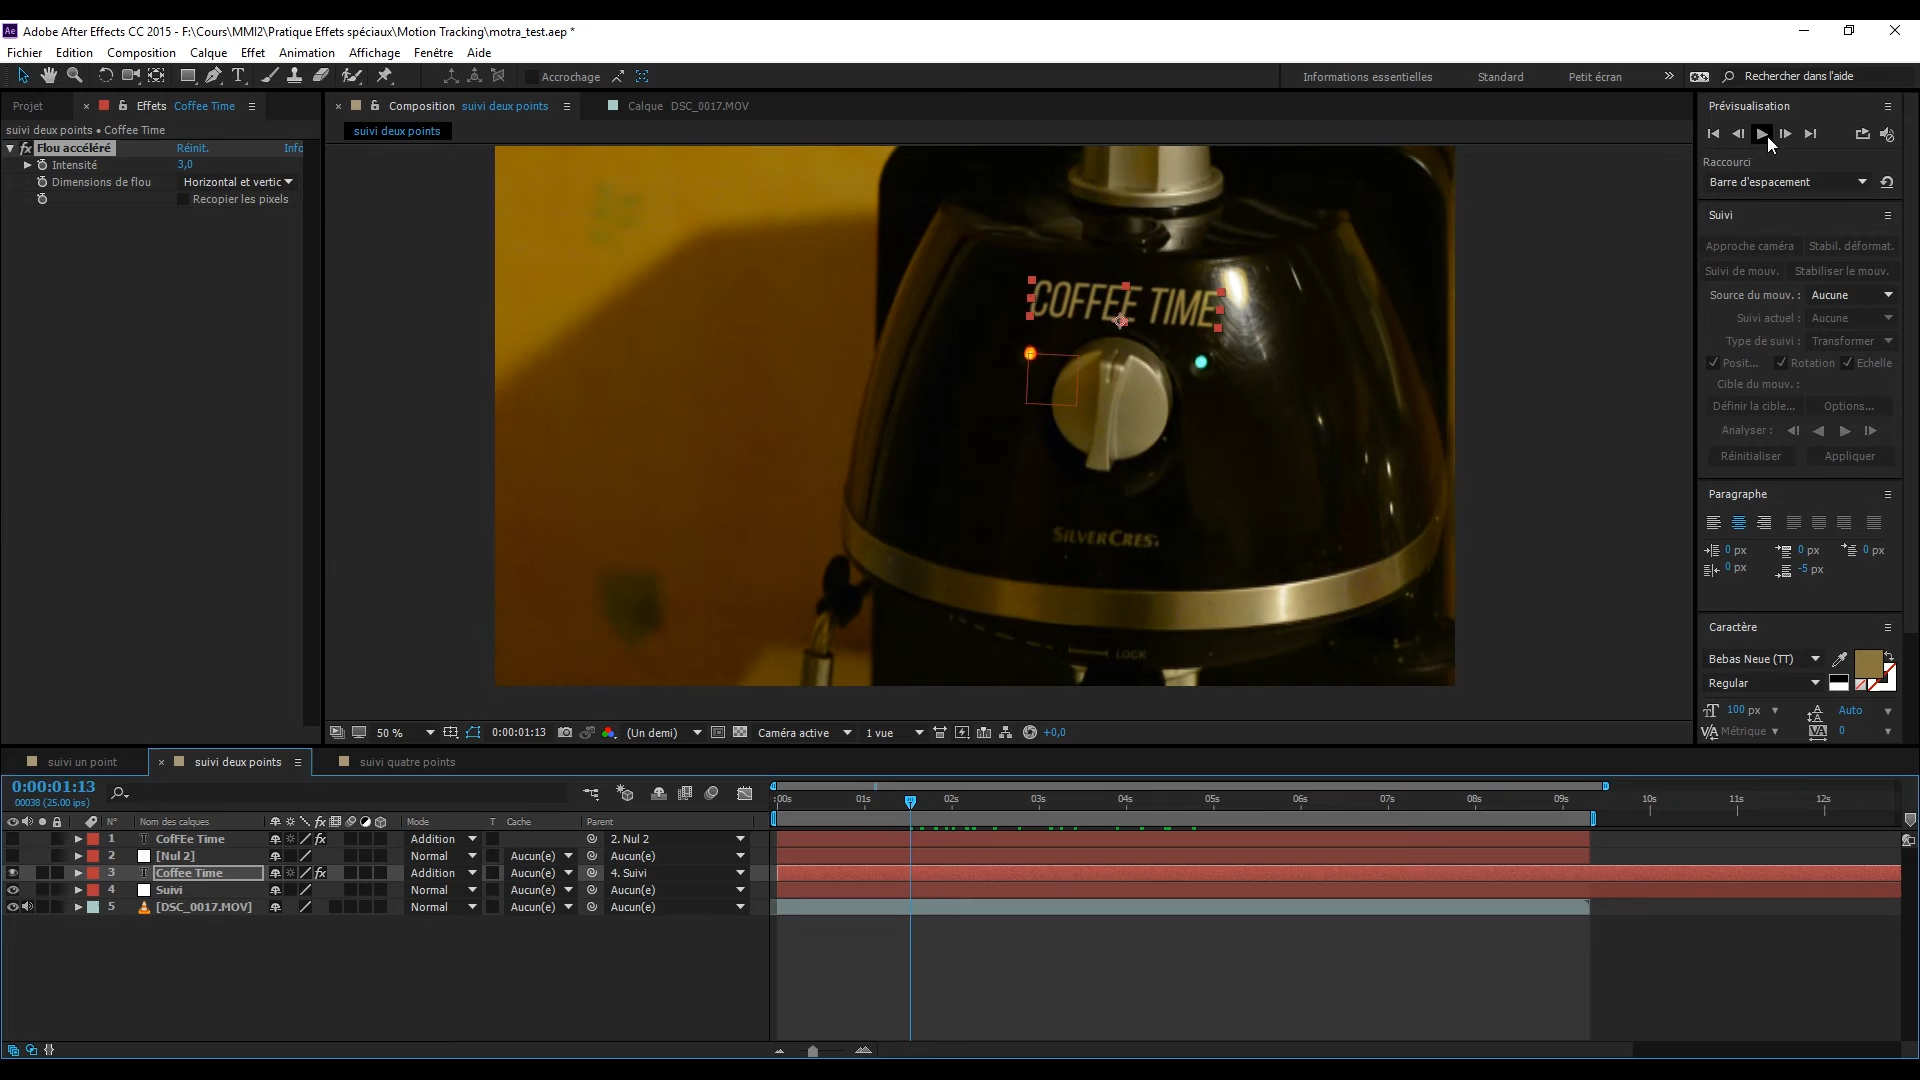 Ae Adobe After Effects CC 2015 - F:\Cours\MMI2\Pratique Effets spéciaux\Motion Tracking\motra_test.aep *
Fichier Edition Composition Calque Effet Animation Affichage Fenêtre Aide
Accrochage
Informations essentielles Standard Petit écran » Rechercher dans l'aide
Projet × Effets Coffee Time
suivi deux points • Coffee Time
fx Flou accéléré Réinit. Info
Intensité 3,0
Dimensions de flou Horizontal et vertic
Recopier les pixels
× Composition suivi deux points
Calque DSC_0017.MOV
suivi deux points
COFFEE TIME
SILVERCREST
LOCK
50 % 0:00:01:13 (Un demi) Caméra active 1 vue +0,0
Prévisualisation
Raccourci
Barre d'espacement
Suivi
Approche caméra Stabil. déformat.
Suivi de mouv. Stabiliser le mouv.
Source du mouv. : Aucune
Suivi actuel : Aucune
Type de suivi : Transformer
Posit... Rotation Echelle
Cible du mouv. :
Définir la cible... Options...
Analyser :
Réinitialiser Appliquer
Paragraphe
0 px 0 px 0 px
0 px -5 px
Caractère
Bebas Neue (TT)
Regular
100 px Auto
Métrique 0
suivi un point × suivi deux points suivi quatre points
0:00:01:13
00038 (25.00 ips)
:00s 01s 02s 03s 04s 05s 06s 07s 08s 09s 10s 11s 12s
N° Nom des calques fx Mode T Cache Parent
1 T CofFEe Time fx Addition 2. Nul 2
2 [Nul 2] Normal Aucun(e) Aucun(e)
3 T Coffee Time fx Addition 4. Suivi
4 Suivi Normal Aucun(e) Aucun(e)
5 [DSC_0017.MOV] Normal Aucun(e) Aucun(e)